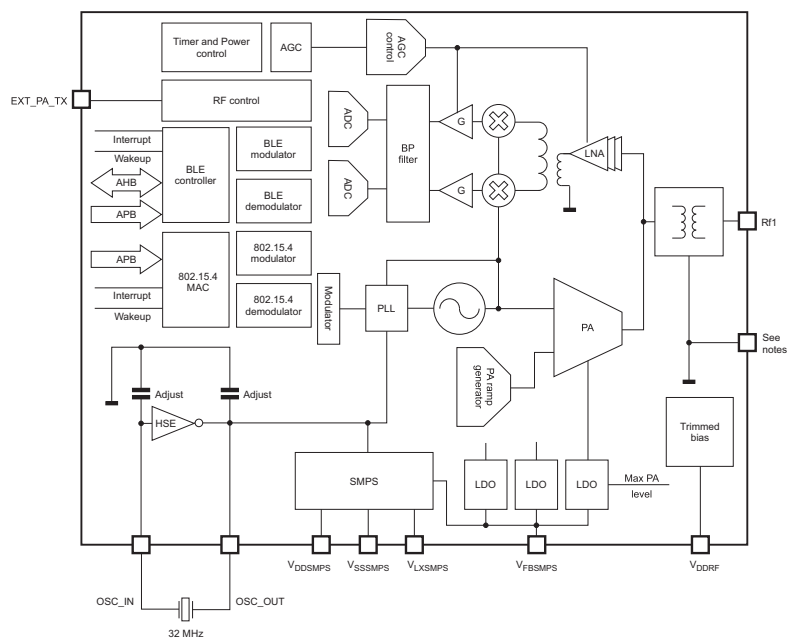 Timer and Power
control
AGC
AGC
control
EXT_PA_TX
RF control
ADC
BP
filter
G
Interrupt
Wakeup
BLE
controller
BLE
modulator
LNA
AHB
ADC
G
APB
BLE
demodulator
Rf1
APB
802.15.4
MAC
802.15.4
modulator
Interrupt
Wakeup
802.15.4
demodulator
Modulator
PLL
PA
See
notes
PA ramp
generator
Adjust
Adjust
HSE
Trimmed
bias
SMPS
LDO
LDO
LDO
Max PA
level
VDDSMPS
VSSSMPS
VLXSMPS
VFBSMPS
VDDRF
OSC_IN
OSC_OUT
32 MHz